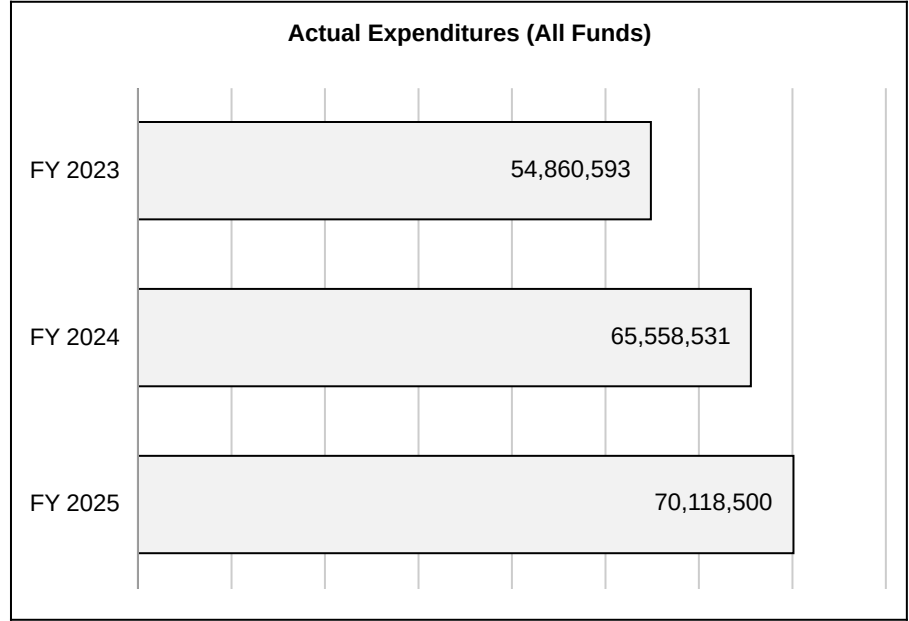 Actual Expenditures (All Funds)
FY 2023 54,860,593
FY 2024 65,558,531
FY 2025 70,118,500